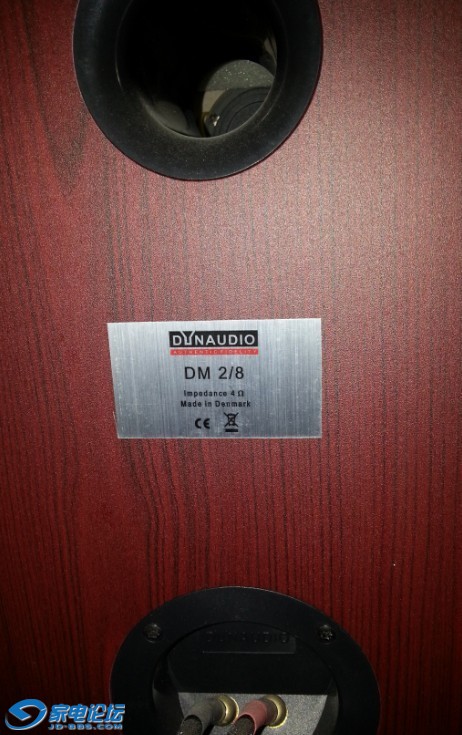 DYNAUDIO
AUTHENTIC FIDELITY
DM 2/8
Impedance 4 Ω
Made in Denmark
CE
DYNAUDIO
家电论坛
JD-BBS.COM